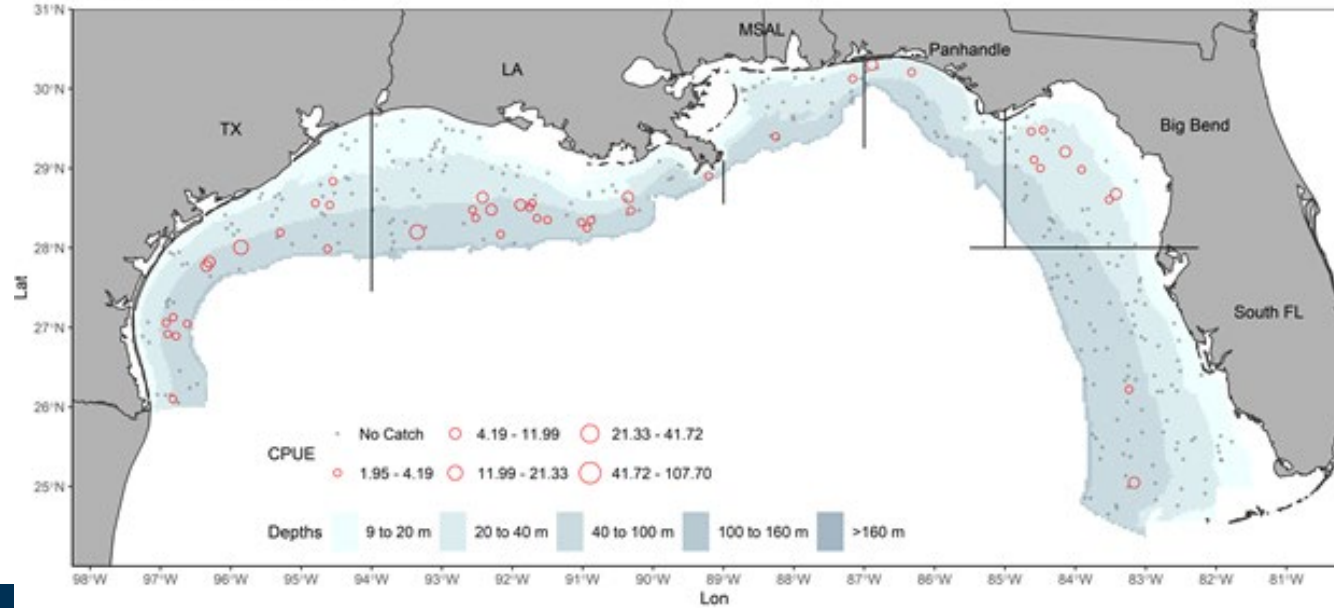 31°N
MSAL
Panhandle
LA
30°N
TX
Big Bend
29°N
28°N
Lat
27°N
South FL
26°N
No Catch 4.19 - 11.99 21.33 - 41.72
CPUE
1.95 - 4.19 11.99 - 21.33 41.72 - 107.70
25°N
Depths 9 to 20 m 20 to 40 m 40 to 100 m 100 to 160 m >160 m
98°W 97°W 96°W 95°W 94°W 93°W 92°W 91°W 90°W 89°W 88°W 87°W 86°W 85°W 84°W 83°W 82°W 81°W
Lon